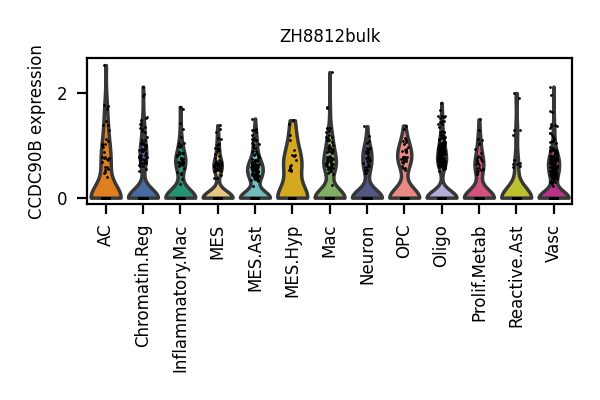 ZH8812bulk
CCDC90B expression
2
0
AC
Chromatin.Reg
Inflammatory.Mac
MES
MES.Ast
MES.Hyp
Mac
Neuron
OPC
Oligo
Prolif.Metab
Reactive.Ast
Vasc